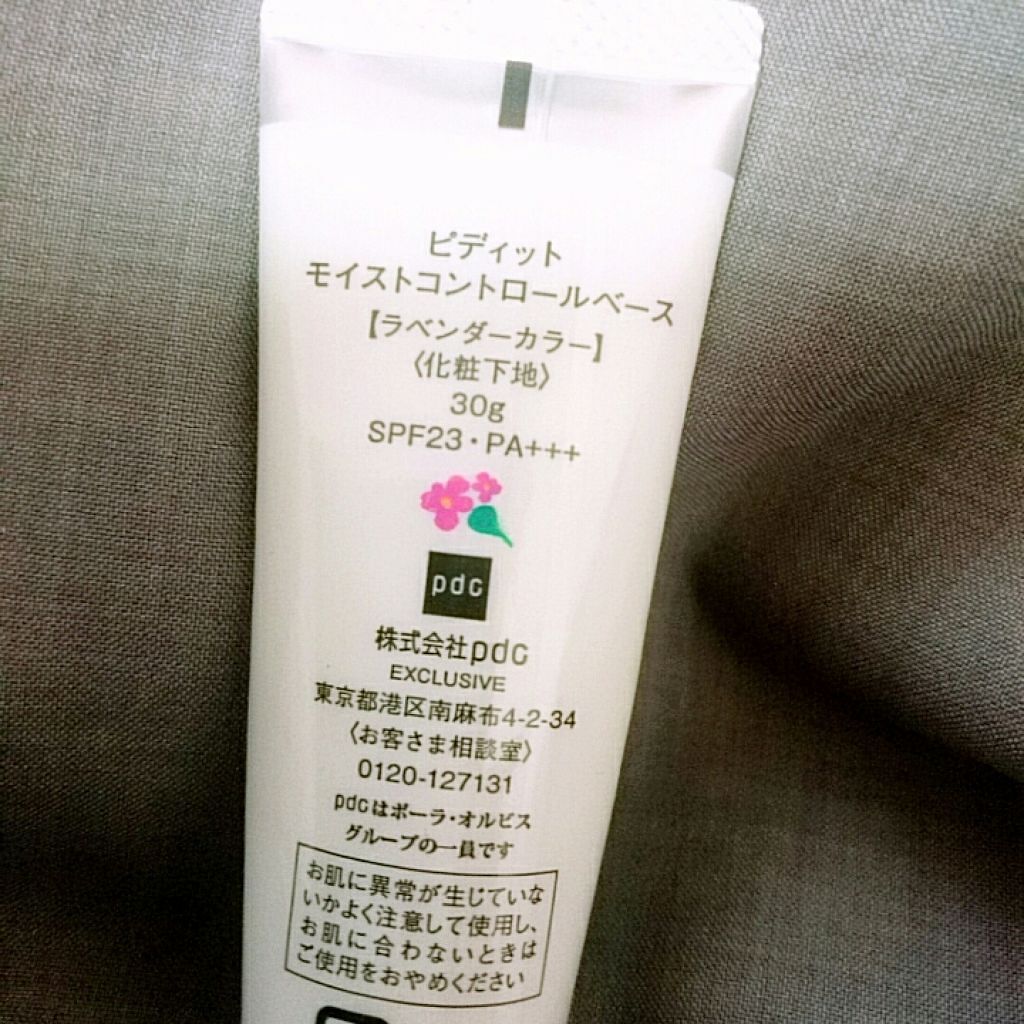 ピディット
モイストコントロールベース
【ラベンダーカラー】
〈化粧下地〉
30g
SPF23・PA+++
pdc
株式会社pdc
EXCLUSIVE
東京都港区南麻布4-2-34
〈お客さま相談室〉
0120-127131
pdcはポーラ・オルビス
グループの一員です
お肌に異常が生じていな
いかよく注意して使用し、
お肌に合わないときは
ご使用をおやめください